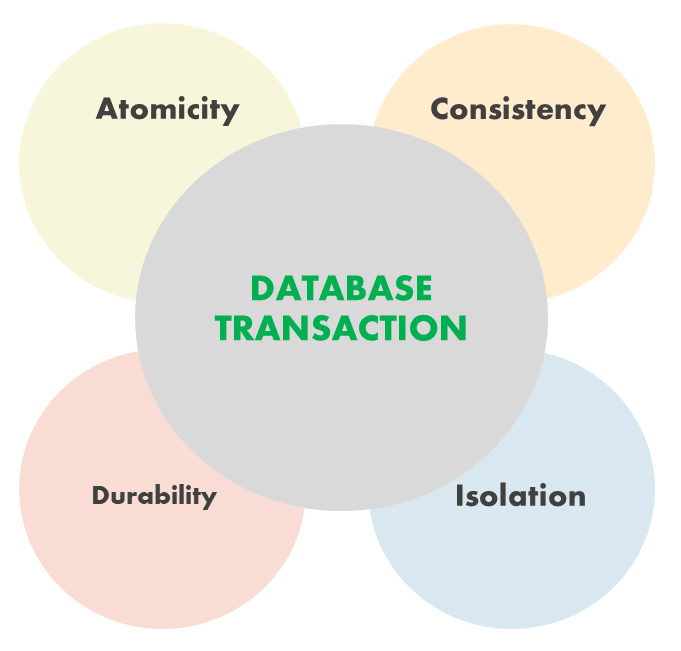 Atomicity
Consistency
DATABASE
TRANSACTION
Durability
Isolation